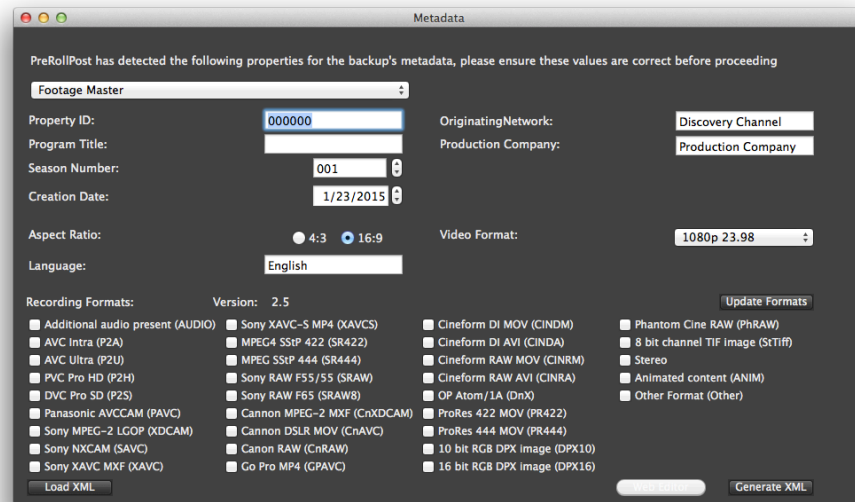 Metadata
PreRollPost has detected the following properties for the backup's metadata, please ensure these values are correct before proceeding
Footage Master
Property ID: 000000 OriginatingNetwork: Discovery Channel
Program Title: Production Company: Production Company
Season Number: 001
Creation Date: 1/23/2015
Aspect Ratio: 4:3 16:9 Video Format: 1080p 23.98
Language: English
Recording Formats: Version: 2.5 Update Formats
Additional audio present (AUDIO) Sony XAVC-S MP4 (XAVCS) Cineform DI MOV (CINDM) Phantom Cine RAW (PhRAW)
AVC Intra (P2A) MPEG4 SStP 422 (SR422) Cineform DI AVI (CINDA) 8 bit channel TIF image (StTiff)
AVC Ultra (P2U) MPEG SStP 444 (SR444) Cineform RAW MOV (CINRM) Stereo
PVC Pro HD (P2H) Sony RAW F55/55 (SRAW) Cineform RAW AVI (CINRA) Animated content (ANIM)
DVC Pro SD (P2S) Sony RAW F65 (SRAW8) OP Atom/1A (DnX) Other Format (Other)
Panasonic AVCCAM (PAVC) Cannon MPEG-2 MXF (CnXDCAM) ProRes 422 MOV (PR422)
Sony MPEG-2 LGOP (XDCAM) Cannon DSLR MOV (CnAVC) ProRes 444 MOV (PR444)
Sony NXCAM (SAVC) Canon RAW (CnRAW) 10 bit RGB DPX image (DPX10)
Sony XAVC MXF (XAVC) Go Pro MP4 (GPAVC) 16 bit RGB DPX image (DPX16)
Load XML Generate XML